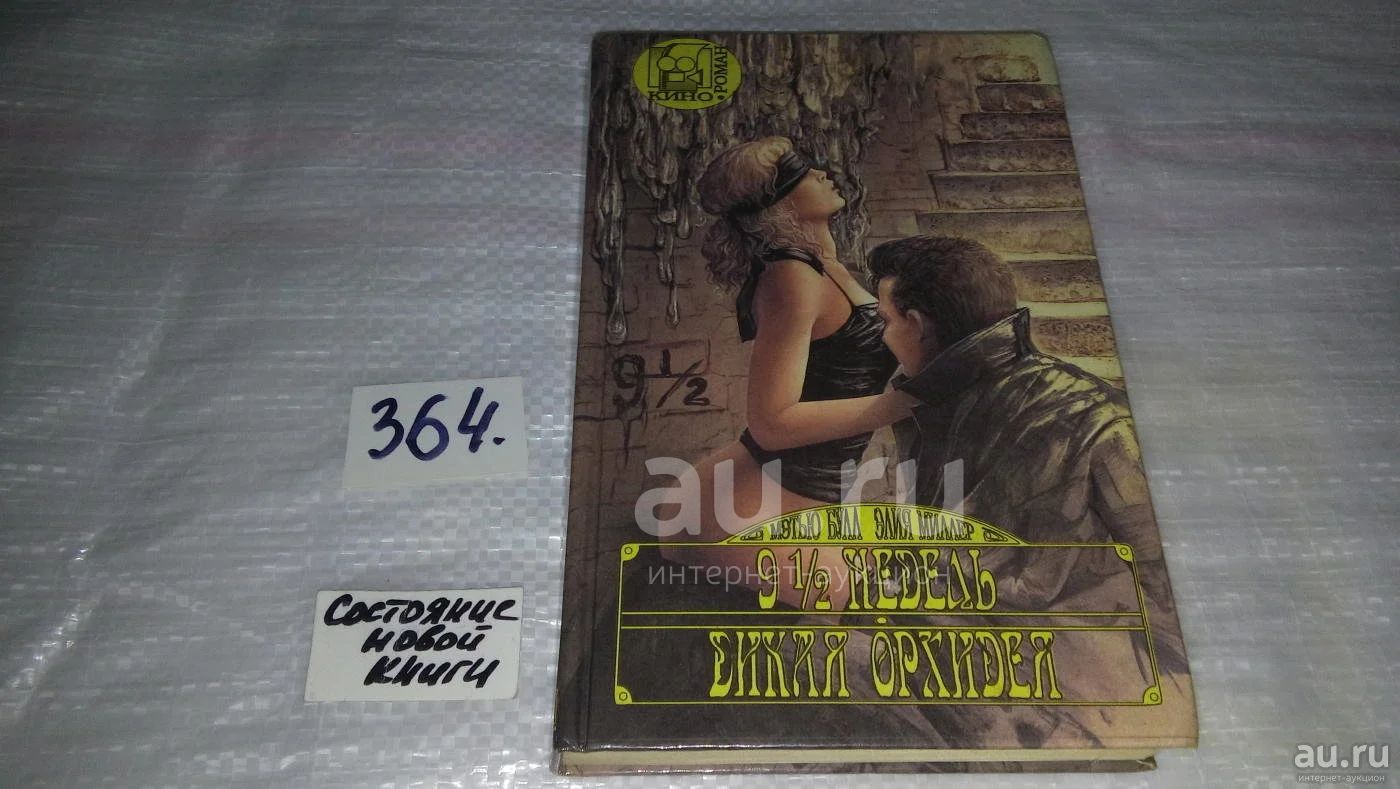 КИНО • РОМАН
9 1/2
364.
au.ru
МЭТЬЮ БУЛЛ ЭЛИЯ МИЛЛЕР
интернет-аукцион
9 1/2 НЕДЕЛЬ
ДИКАЯ ОРХИДЕЯ
Состояние
новой
книги
au.ru
интернет-аукцион